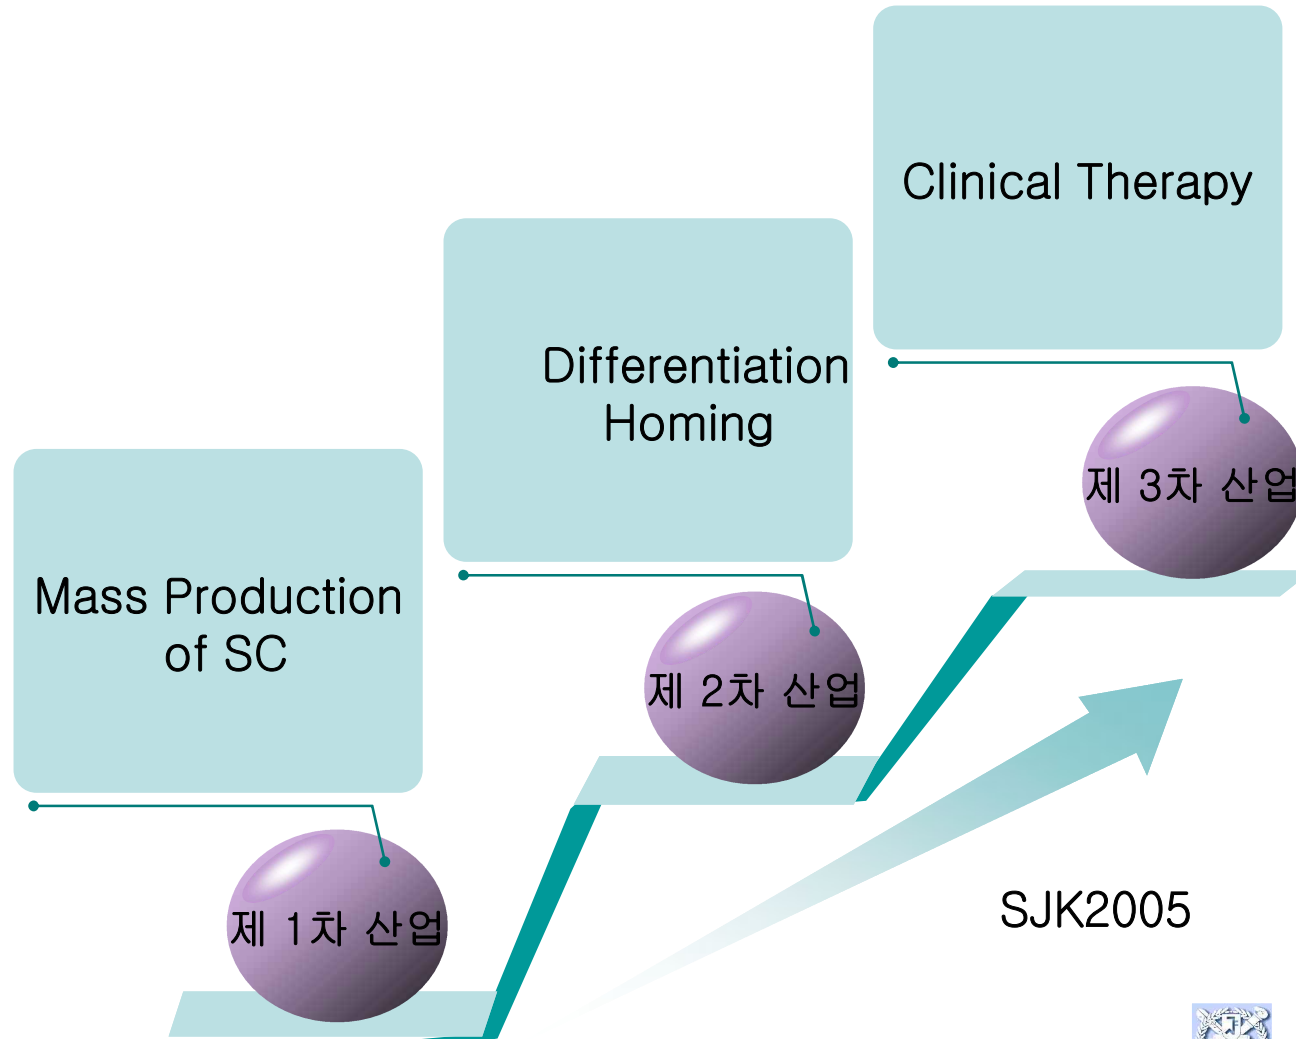 Clinical Therapy
Differentiation
Homing
제 3차 산업
Mass Production
of SC
제 2차 산업
제 1차 산업
SJK2005